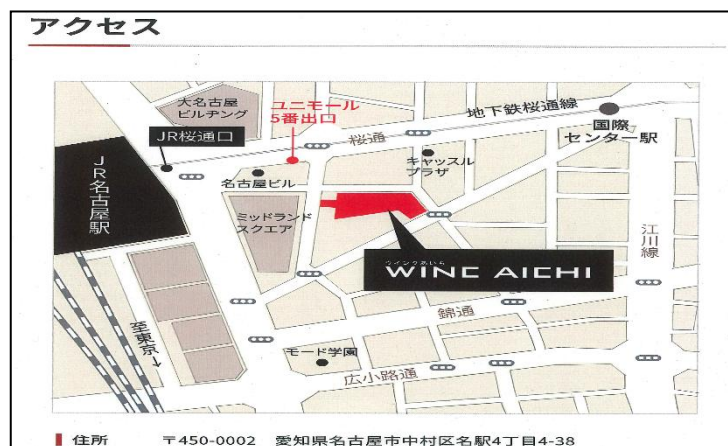 アクセス
大名古屋
ビルヂング
ユニモール
5番出口
地下鉄桜通線
国際
センター駅
JR桜通口
桜通
キャッスル
プラザ
JR名古屋駅
名古屋ビル
ミッドランド
スクエア
ウインクあいち
WINC AICHI
江川線
錦通
至東京→
モード学園
広小路通
住所 〒450-0002 愛知県名古屋市中村区名駅4丁目4-38